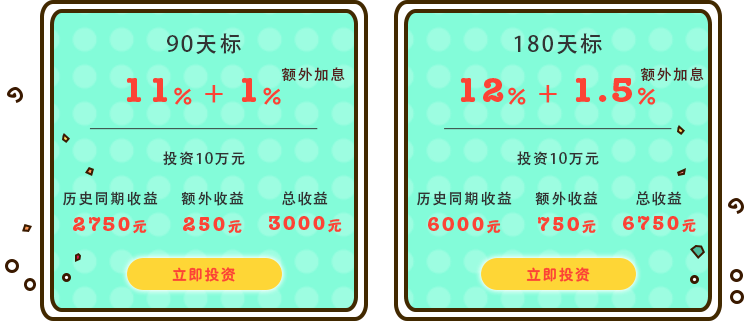 90天标
额外加息
11% + 1%
投资10万元
历史同期收益 额外收益 总收益
2750元 250元 3000元
立即投资
180天标
额外加息
12% + 1.5%
投资10万元
历史同期收益 额外收益 总收益
6000元 750元 6750元
立即投资